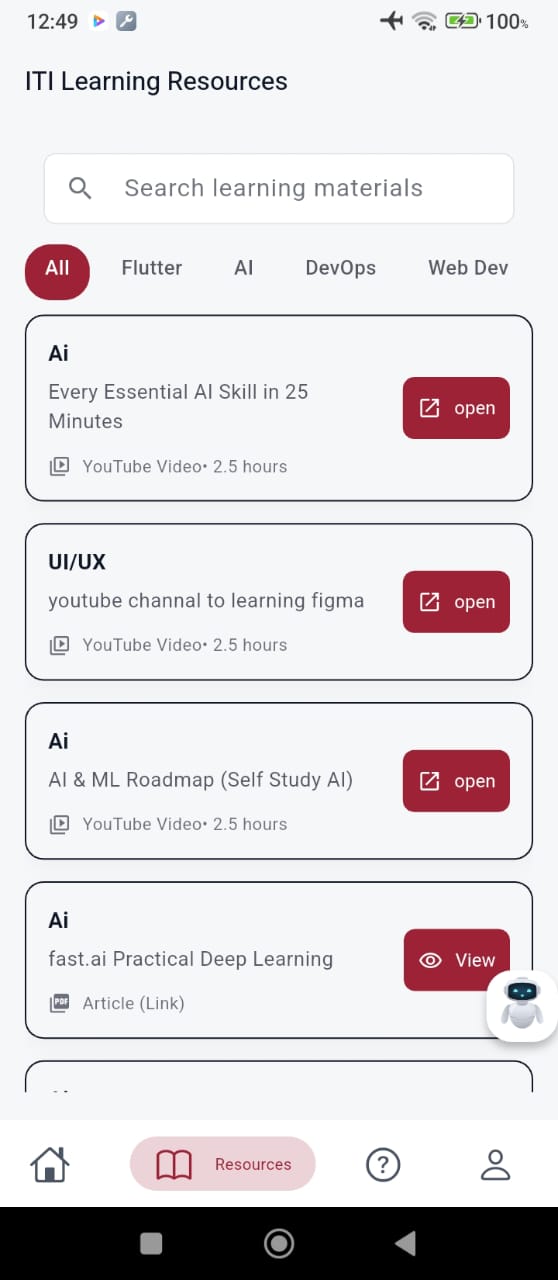 12:49
100%
ITI Learning Resources
Search learning materials
All Flutter AI DevOps Web Dev
Ai
Every Essential AI Skill in 25
Minutes
open
YouTube Video• 2.5 hours
UI/UX
youtube channal to learning figma
open
YouTube Video• 2.5 hours
Ai
AI & ML Roadmap (Self Study AI)
open
YouTube Video• 2.5 hours
Ai
fast.ai Practical Deep Learning
View
PDF Article (Link)
Resources
?